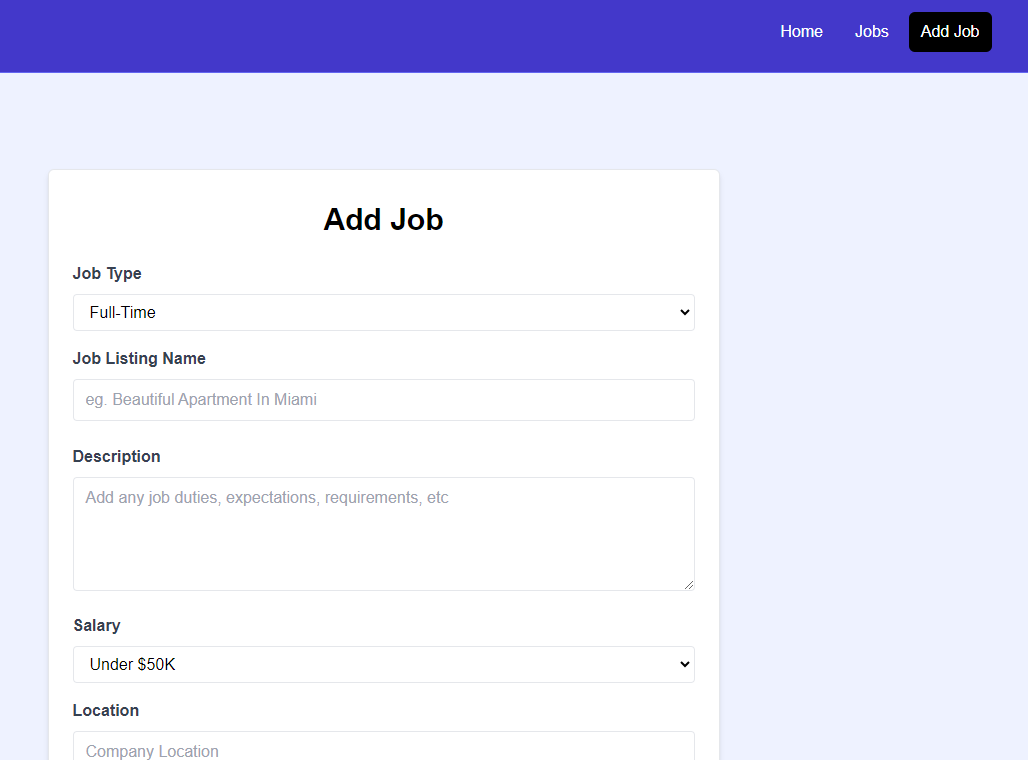 Home Jobs Add Job
Add Job
Job Type
Full-Time
Job Listing Name
eg. Beautiful Apartment In Miami
Description
Add any job duties, expectations, requirements, etc
Salary
Under $50K
Location
Company Location